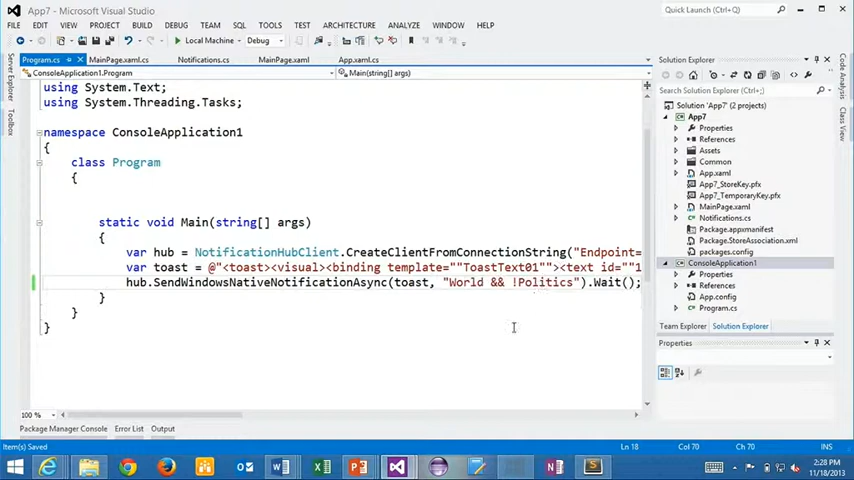 App7 - Microsoft Visual Studio
Quick Launch (Ctrl+;)
FILE EDIT VIEW PROJECT BUILD DEBUG TEAM SQL TOOLS TEST ARCHITECTURE ANALYZE WINDOW HELP
Local Machine Debug
Program.cs MainPage.xaml.cs Notifications.cs MainPage.xaml App.xaml.cs
ConsoleApplication1.Program Main(string[] args)
Server Explorer
Toolbox
using System.Text;
using System.Threading.Tasks;
namespace ConsoleApplication1
{
class Program
{
static void Main(string[] args)
{
var hub = NotificationHubClient.CreateClientFromConnectionString("Endpoint=
var toast = @"<toast><visual><binding template=""ToastText01""><text id=""1
hub.SendWindowsNativeNotificationAsync(toast, "World && !Politics").Wait();
}
}
}
100 %
Solution Explorer
Search Solution Explorer (Ctrl+;)
Solution 'App7' (2 projects)
App7
Properties
References
Assets
Common
App.xaml
App7_StoreKey.pfx
App7_TemporaryKey.pfx
MainPage.xaml
Notifications.cs
Package.appxmanifest
Package.StoreAssociation.xml
packages.config
ConsoleApplication1
Properties
References
App.config
Program.cs
Team Explorer Solution Explorer
Properties
Code Analysis
Class View
Package Manager Console Error List Output
Item(s) Saved Ln 18 Col 70 Ch 70 INS
2:28 PM
11/18/2013